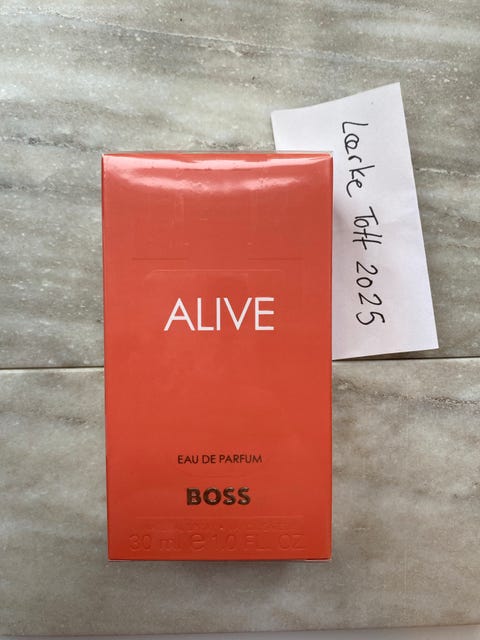 ALIVE
EAU DE PARFUM
BOSS
30 ml e 1.0 FL. OZ
Lærke Toft 2025